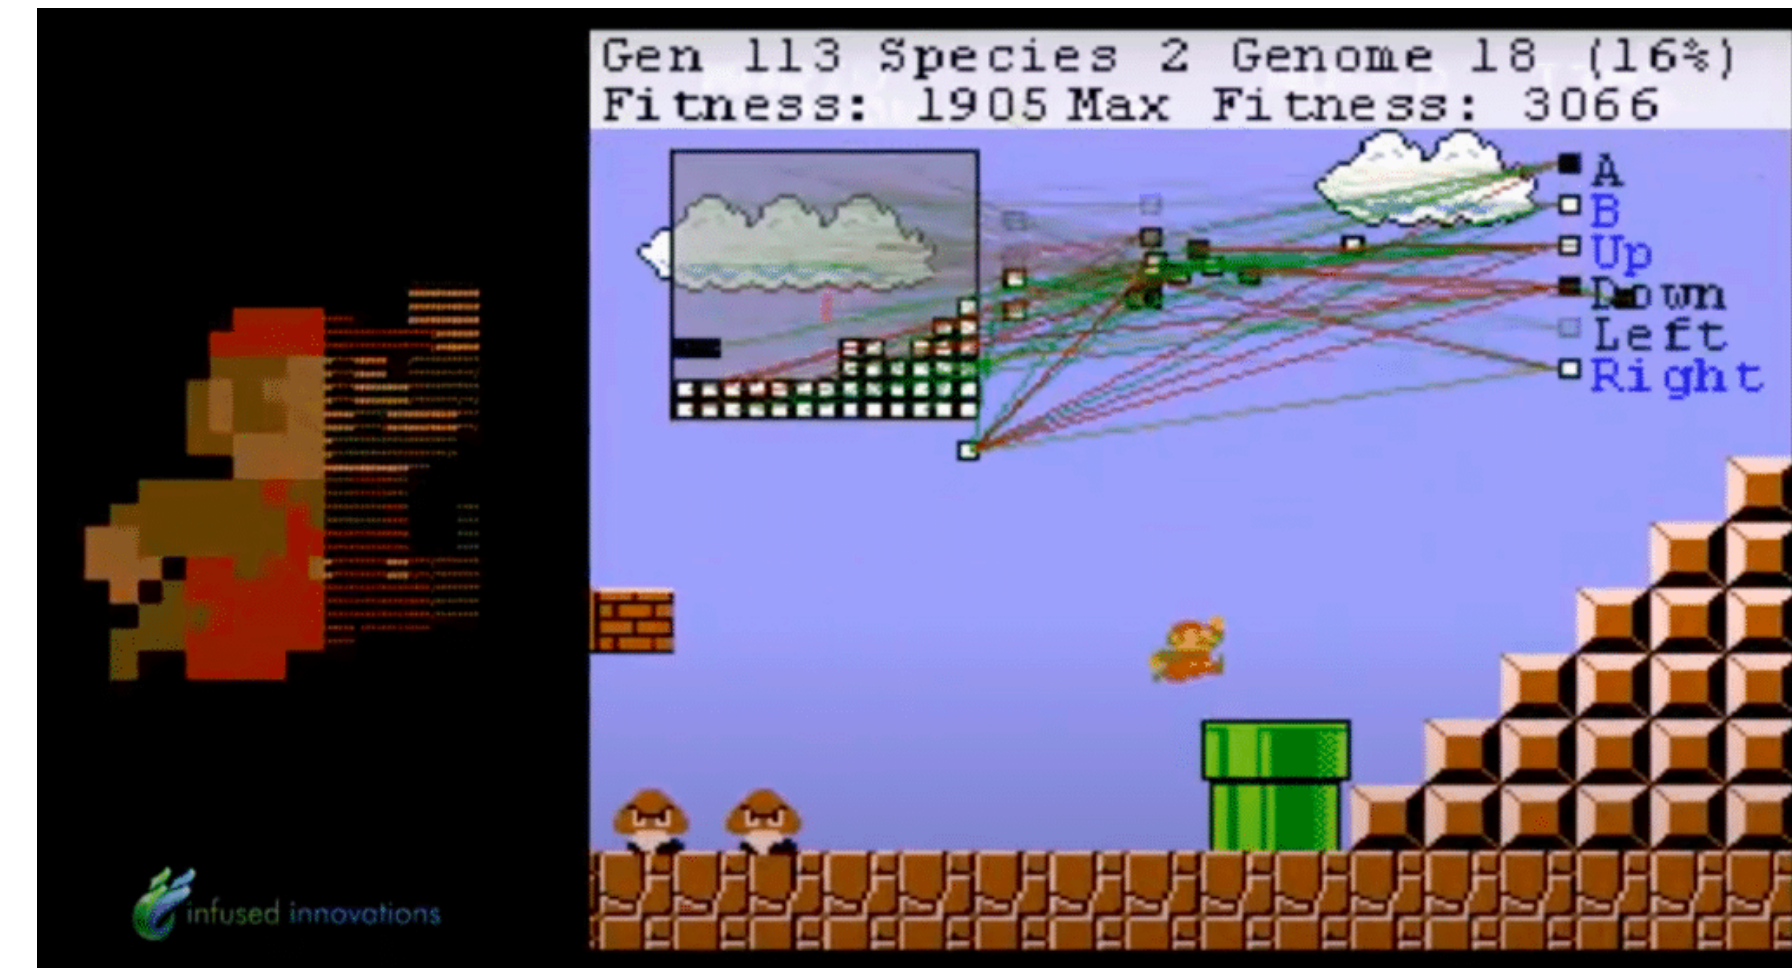 Gen 113 Species 2 Genome 18 (16%)
Fitness: 1905 Max Fitness: 3066
A
B
Up
Down
Left
Right
infused innovations